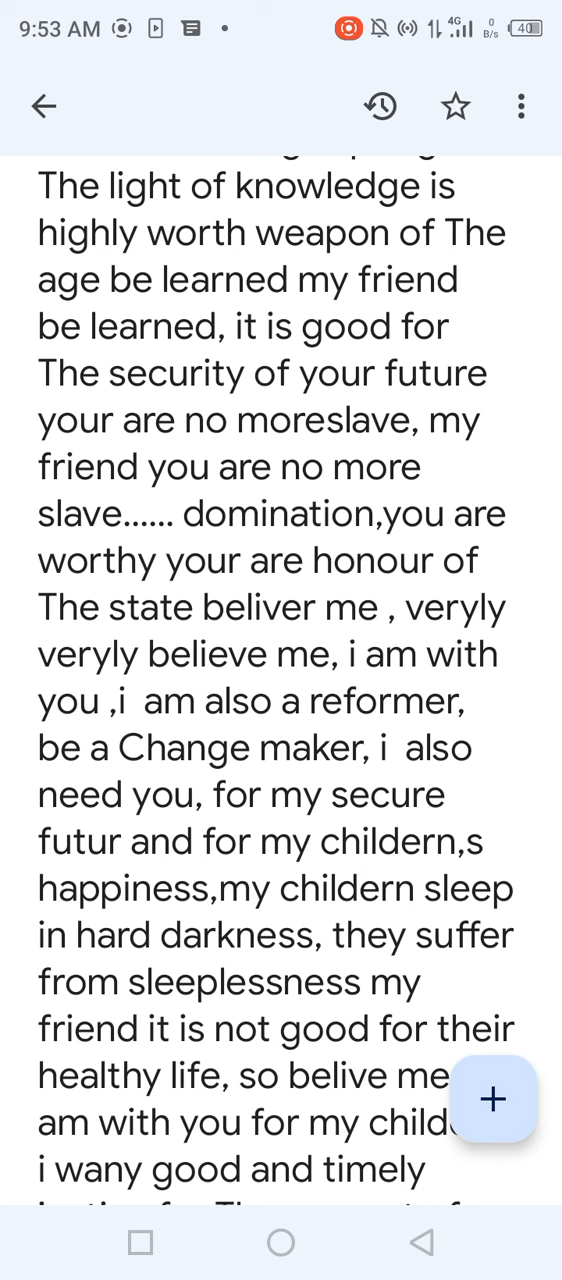 9:53 AM
4G
0 B/s
40
The light of knowledge is
highly worth weapon of The
age be learned my friend
be learned, it is good for
The security of your future
your are no moreslave, my
friend you are no more
slave...... domination,you are
worthy your are honour of
The state beliver me , veryly
veryly believe me, i am with
you ,i  am also a reformer,
be a Change maker, i  also
need you, for my secure
futur and for my childern,s
happiness,my childern sleep
in hard darkness, they suffer
from sleeplessness my
friend it is not good for their
healthy life, so belive me
am with you for my
i wany good and timely